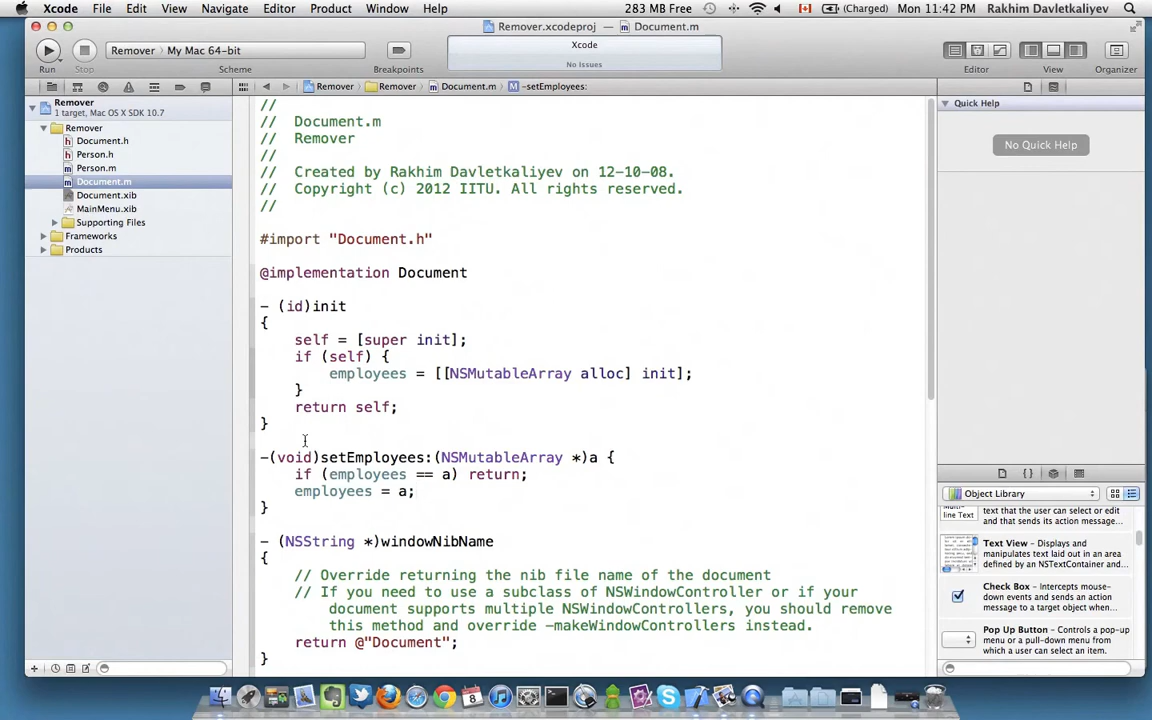 Xcode File Edit View Navigate Editor Product Window Help 283 MB Free (Charged) Mon 11:42 PM Rakhim Davletkaliyev
Remover.xcodeproj — Document.m
Remover My Mac 64-bit
Xcode
No Issues
Run Stop Scheme Breakpoints Editor View Organizer
Remover Remover Document.m M -setEmployees:
Remover
1 target, Mac OS X SDK 10.7
Remover
h Document.h
h Person.h
m Person.m
m Document.m
Document.xib
MainMenu.xib
Supporting Files
Frameworks
Products
//
//  Document.m
//  Remover
//
//  Created by Rakhim Davletkaliyev on 12-10-08.
//  Copyright (c) 2012 IITU. All rights reserved.
//
#import "Document.h"
@implementation Document
- (id)init
{
    self = [super init];
    if (self) {
        employees = [[NSMutableArray alloc] init];
    }
    return self;
}
-(void)setEmployees:(NSMutableArray *)a {
    if (employees == a) return;
    employees = a;
}
- (NSString *)windowNibName
{
    // Override returning the nib file name of the document
    // If you need to use a subclass of NSWindowController or if your
        document supports multiple NSWindowControllers, you should remove
        this method and override -makeWindowControllers instead.
    return @"Document";
}
Quick Help
No Quick Help
{ }
Object Library
Multi-
line Text
text that the user can select or edit
and that sends its action message...
Text View – Displays and
manipulates text laid out in an area
defined by an NSTextContainer and...
Check Box – Intercepts mouse-
down events and sends an action
message to a target object when...
Pop Up Button – Controls a pop-up
menu or a pull-down menu from
which a user can select an item.
8